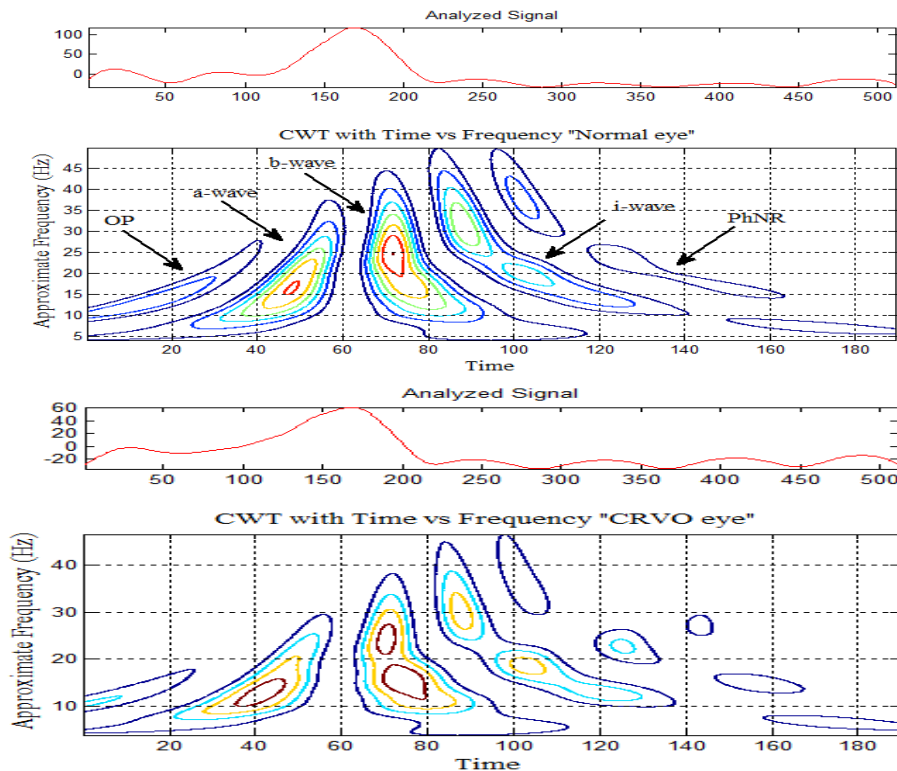 Analyzed Signal
100
50
0
50 100 150 200 250 300 350 400 450 500
CWT with Time vs Frequency "Normal eye"
Approximate Frequency (Hz)
45
40
35
30
25
20
15
10
5
OP
a-wave
b-wave
i-wave
PhNR
20 40 60 80 100 120 140 160 180
Time
Analyzed Signal
60
40
20
0
-20
50 100 150 200 250 300 350 400 450 500
CWT with Time vs Frequency "CRVO eye"
Approximate Frequency (Hz)
40
30
20
10
20 40 60 80 100 120 140 160 180
Time